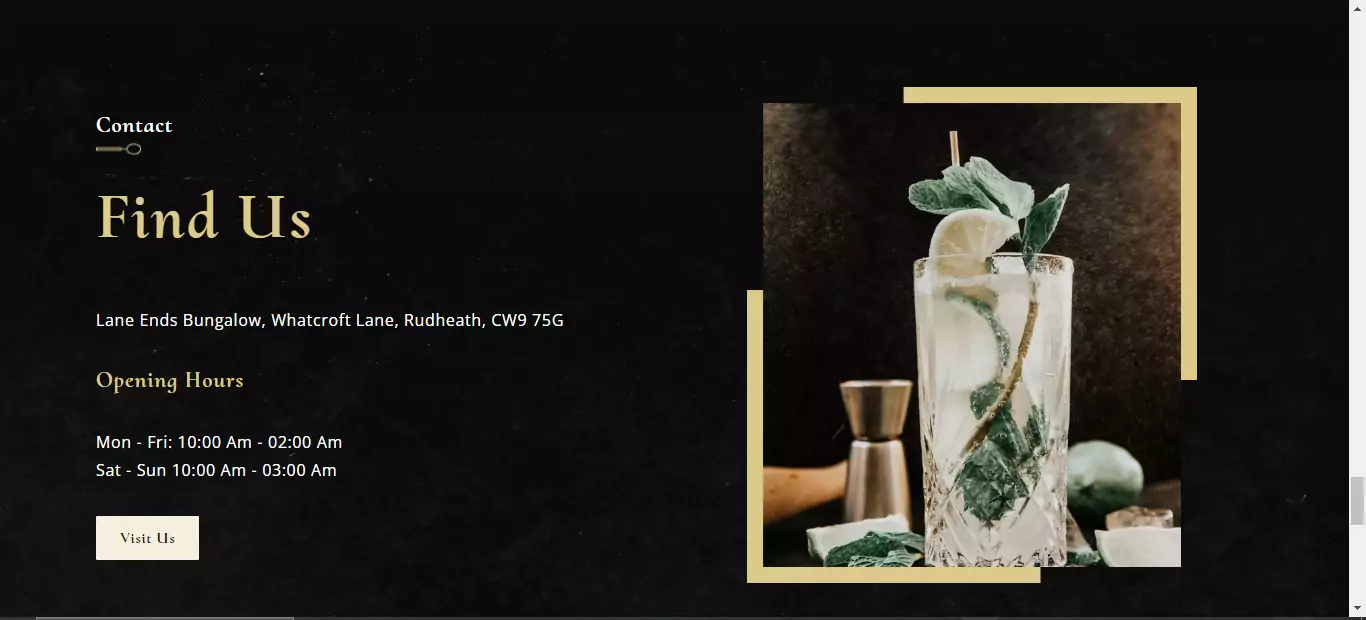 Contact
Find Us
Lane Ends Bungalow, Whatcroft Lane, Rudheath, CW9 75G
Opening Hours
Mon - Fri: 10:00 Am - 02:00 Am
Sat - Sun 10:00 Am - 03:00 Am
Visit Us